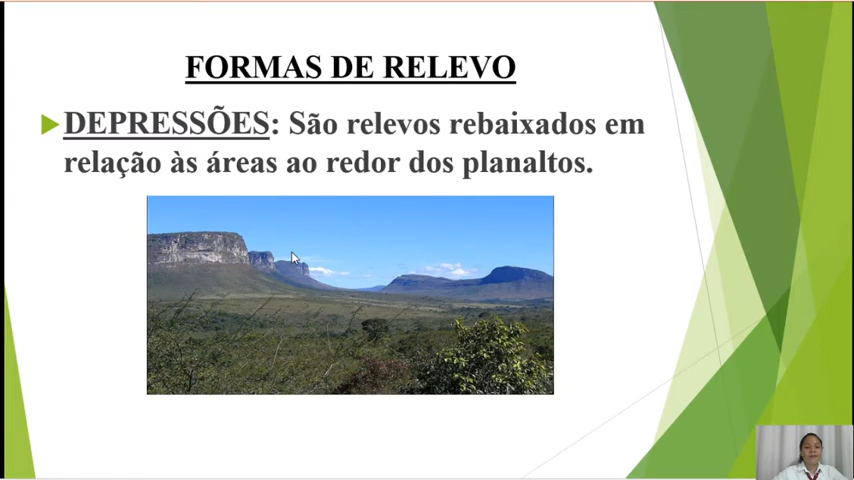 FORMAS DE RELEVO
DEPRESSÕES: São relevos rebaixados em
relação às áreas ao redor dos planaltos.